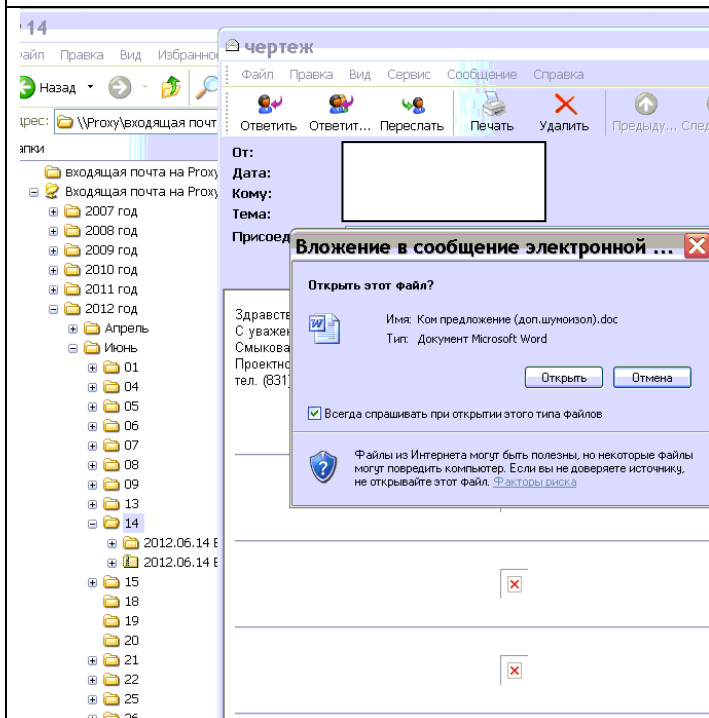 14
Файл Правка Вид Избранное
Назад
Адрес: \\Proxy\входящая почт
Папки
входящая почта на Proxy
Входящая почта на Proxy
2007 год
2008 год
2009 год
2010 год
2011 год
2012 год
Апрель
Июнь
01
04
05
06
07
08
09
13
14
2012.06.14 В
2012.06.14 В
15
18
19
20
21
22
25
26
чертеж
Файл Правка Вид Сервис Сообщение Справка
Ответить Ответит... Переслать Печать Удалить Предыду... След
От:
Дата:
Кому:
Тема:
Присоед
Здравств
С уважен
Смыкова
Проектно
тел. (831)
Вложение в сообщение электронной ...
Открыть этот файл?
Имя: Ком предложение (доп.шумоизол).doc
Тип: Документ Microsoft Word
Открыть Отмена
Всегда спрашивать при открытии этого типа файлов
Файлы из Интернета могут быть полезны, но некоторые файлы
могут повредить компьютер. Если вы не доверяете источнику,
не открывайте этот файл. Факторы риска